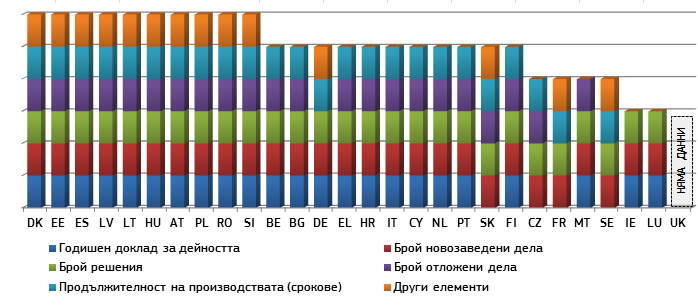 НЯМА ДАННИ
DK EE ES LV LT HU AT PL RO SI BE BG DE EL HR IT CY NL PT SK FI CZ FR MT SE IE LU UK
Годишен доклад за дейността
Брой новозаведени дела
Брой решения
Брой отложени дела
Продължителност на производствата (срокове)
Други елементи